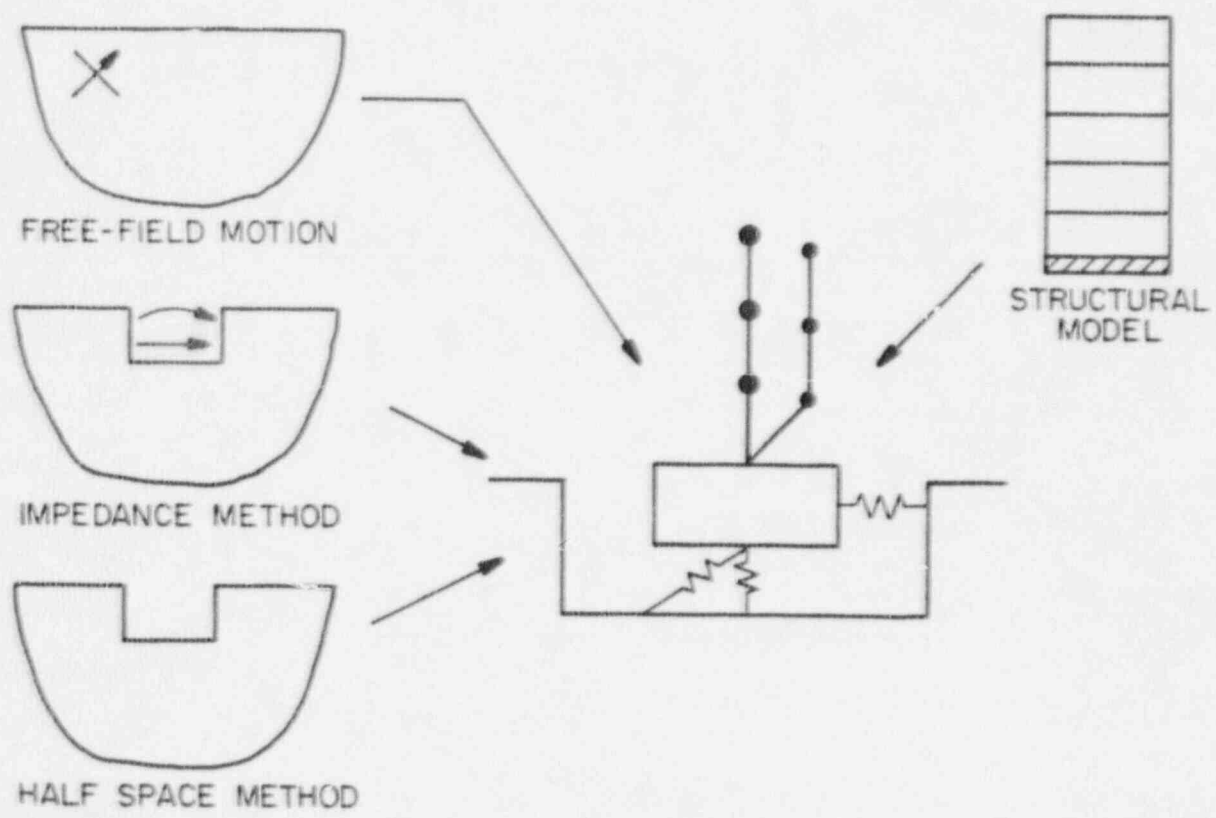 FREE-FIELD MOTION
STRUCTURAL
MODEL
IMPEDANCE METHOD
HALF SPACE METHOD